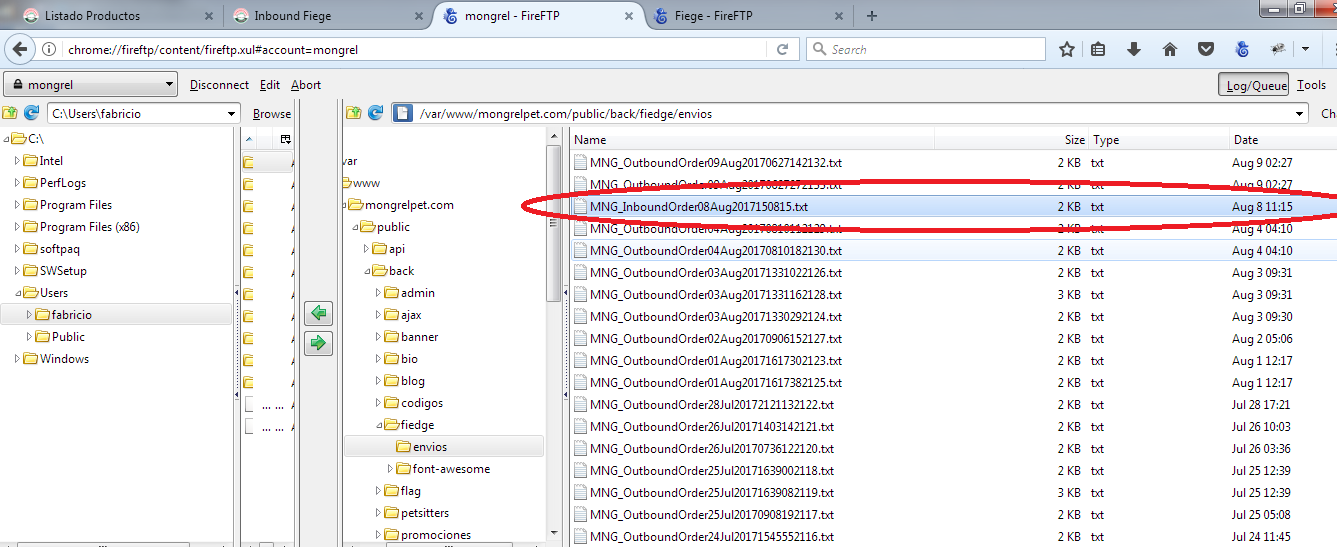 Listado Productos
Inbound Fiege
mongrel - FireFTP
Fiege - FireFTP
chrome://fireftp/content/fireftp.xul#account=mongrel
Search
mongrel
Disconnect Edit Abort
Log/Queue Tools
C:\Users\fabricio
Browse
/var/www/mongrelpet.com/public/back/fiedge/envios
Ch
C:\
Intel
PerfLogs
Program Files
Program Files (x86)
softpaq
SWSetup
Users
fabricio
Public
Windows
var
www
mongrelpet.com
public
api
back
admin
ajax
banner
bio
blog
codigos
fiedge
envios
font-awesome
flag
petsitters
promociones
Name Size Type Date
MNG_OutboundOrder09Aug20170627142132.txt 2 KB txt Aug 9 02:27
2 KB txt Aug 9 02:27
MNG_InboundOrder08Aug2017150815.txt 2 KB txt Aug 8 11:15
txt Aug 4 04:10
MNG_OutboundOrder04Aug20170810182130.txt 2 KB txt Aug 4 04:10
MNG_OutboundOrder03Aug20171331022126.txt 2 KB txt Aug 3 09:31
MNG_OutboundOrder03Aug20171331162128.txt 3 KB txt Aug 3 09:31
MNG_OutboundOrder03Aug20171330292124.txt 2 KB txt Aug 3 09:30
MNG_OutboundOrder02Aug20170906152127.txt 2 KB txt Aug 2 05:06
MNG_OutboundOrder01Aug20171617302123.txt 2 KB txt Aug 1 12:17
MNG_OutboundOrder01Aug20171617382125.txt 2 KB txt Aug 1 12:17
MNG_OutboundOrder28Jul20172121132122.txt 2 KB txt Jul 28 17:21
MNG_OutboundOrder26Jul20171403142121.txt 2 KB txt Jul 26 10:03
MNG_OutboundOrder26Jul20170736122120.txt 2 KB txt Jul 26 03:36
MNG_OutboundOrder25Jul20171639002118.txt 2 KB txt Jul 25 12:39
MNG_OutboundOrder25Jul20171639082119.txt 3 KB txt Jul 25 12:39
MNG_OutboundOrder25Jul20170908192117.txt 2 KB txt Jul 25 05:08
MNG_OutboundOrder24Jul20171545552116.txt 2 KB txt Jul 24 11:45